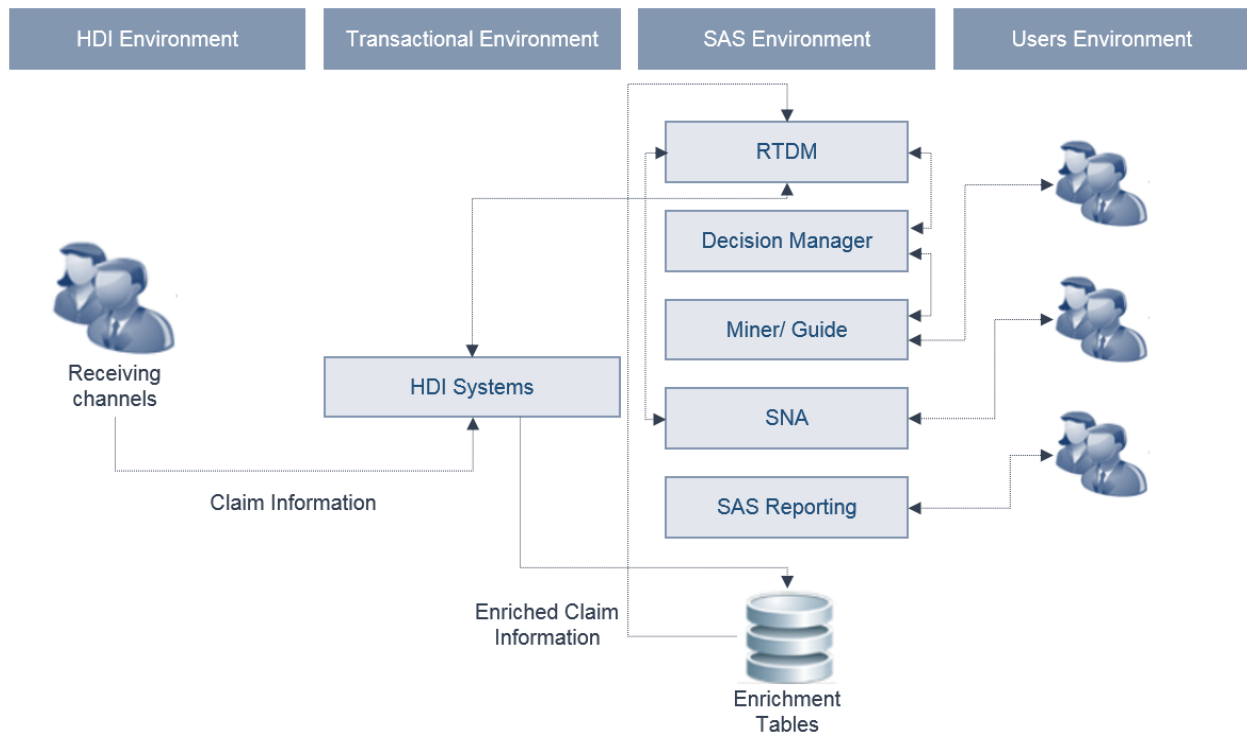 HDI Environment
Transactional Environment
SAS Environment
Users Environment
RTDM
Decision Manager
Miner/ Guide
HDI Systems
Receiving
channels
SNA
Claim Information
SAS Reporting
Enriched Claim
Information
Enrichment
Tables